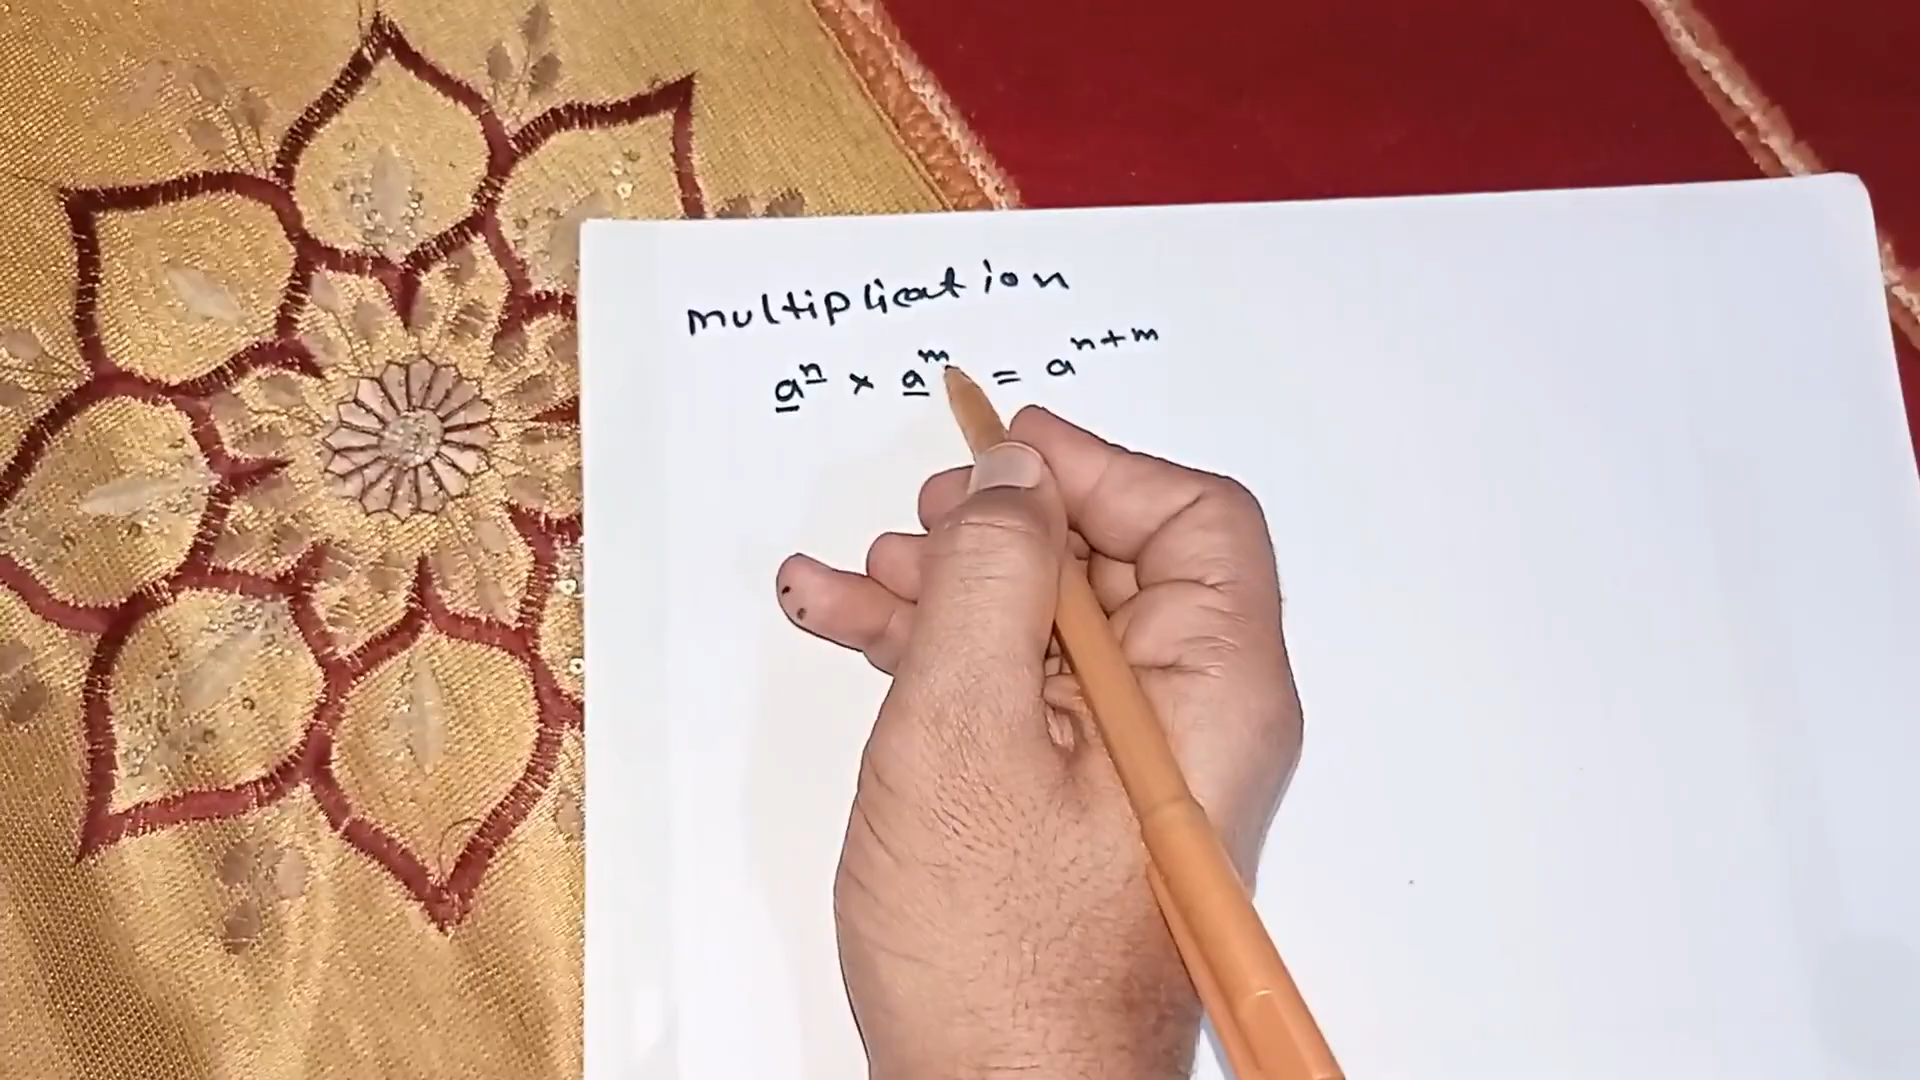 multiplication
aⁿ × aᵐ = aⁿ⁺ᵐ